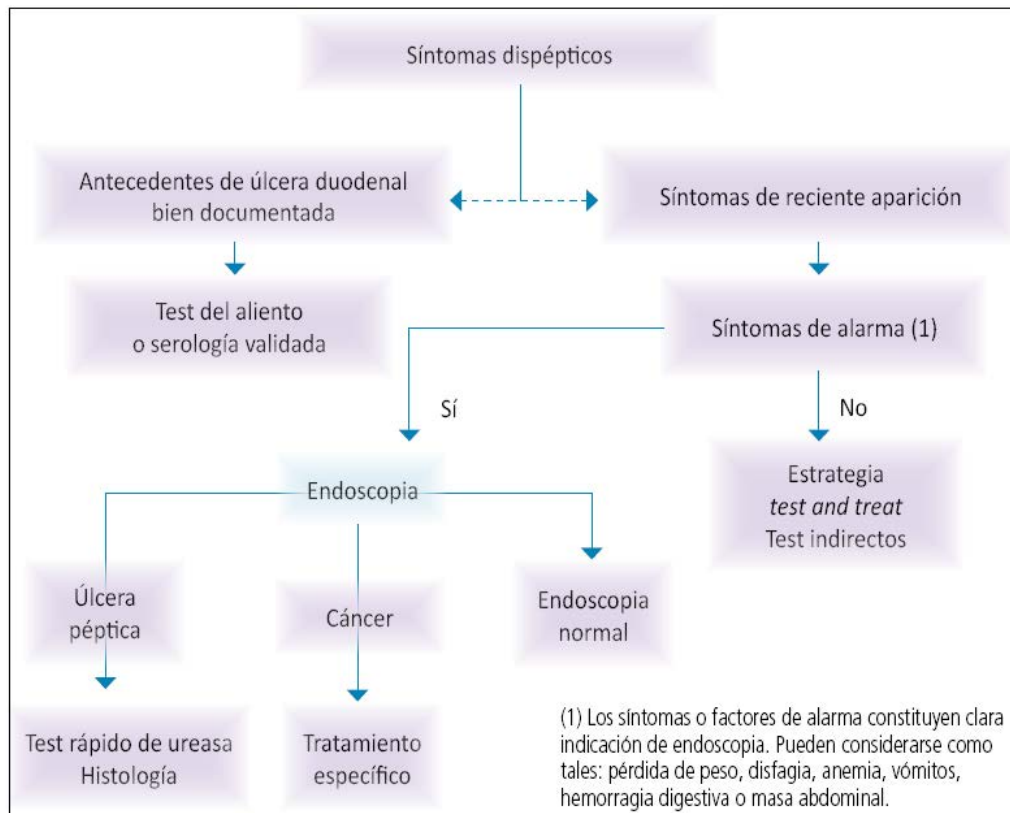 Síntomas dispépticos
Antecedentes de úlcera duodenal
bien documentada
Síntomas de reciente aparición
Test del aliento
o serología validada
Síntomas de alarma (1)
Sí
No
Endoscopia
Estrategia
test and treat
Test indirectos
Úlcera
péptica
Cáncer
Endoscopia
normal
Test rápido de ureasa
Histología
Tratamiento
específico
(1) Los síntomas o factores de alarma constituyen clara
indicación de endoscopia. Pueden considerarse como
tales: pérdida de peso, disfagia, anemia, vómitos,
hemorragia digestiva o masa abdominal.